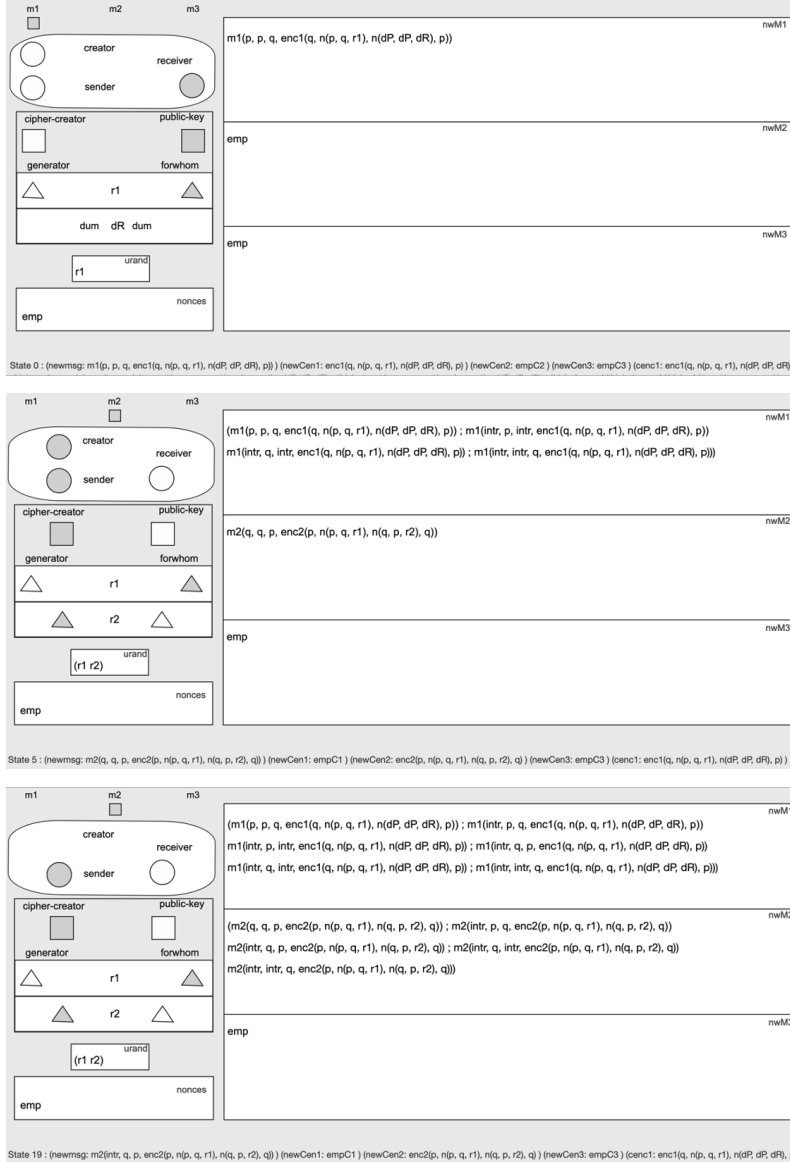 m1 m2 m3
creator
receiver
sender
cipher-creator public-key
generator forwhom
r1
dum dR dum
urand
r1
nonces
emp
nwM1
m1(p, p, q, enc1(q, n(p, q, r1), n(dP, dP, dR), p))
nwM2
emp
nwM3
emp
State 0 : (newmsg: m1(p, p, q, enc1(q, n(p, q, r1), n(dP, dP, dR), p)) ) (newCen1: enc1(q, n(p, q, r1), n(dP, dP, dR), p) ) (newCen2: empC2 ) (newCen3: empC3 ) (cenc1: enc1(q, n(p, q, r1), n(dP, dP, dR)
m1 m2 m3
creator
receiver
sender
cipher-creator public-key
generator forwhom
r1
r2
urand
(r1 r2)
nonces
emp
nwM1
(m1(p, p, q, enc1(q, n(p, q, r1), n(dP, dP, dR), p)) ; m1(intr, p, intr, enc1(q, n(p, q, r1), n(dP, dP, dR), p))
m1(intr, q, intr, enc1(q, n(p, q, r1), n(dP, dP, dR), p)) ; m1(intr, intr, q, enc1(q, n(p, q, r1), n(dP, dP, dR), p)))
nwM2
m2(q, q, p, enc2(p, n(p, q, r1), n(q, p, r2), q))
nwM3
emp
State 5 : (newmsg: m2(q, q, p, enc2(p, n(p, q, r1), n(q, p, r2), q)) ) (newCen1: empC1 ) (newCen2: enc2(p, n(p, q, r1), n(q, p, r2), q) ) (newCen3: empC3 ) (cenc1: enc1(q, n(p, q, r1), n(dP, dP, dR), p) )
m1 m2 m3
creator
receiver
sender
cipher-creator public-key
generator forwhom
r1
r2
urand
(r1 r2)
nonces
emp
nwM1
(m1(p, p, q, enc1(q, n(p, q, r1), n(dP, dP, dR), p)) ; m1(intr, p, q, enc1(q, n(p, q, r1), n(dP, dP, dR), p))
m1(intr, p, intr, enc1(q, n(p, q, r1), n(dP, dP, dR), p)) ; m1(intr, q, p, enc1(q, n(p, q, r1), n(dP, dP, dR), p))
m1(intr, q, intr, enc1(q, n(p, q, r1), n(dP, dP, dR), p)) ; m1(intr, intr, q, enc1(q, n(p, q, r1), n(dP, dP, dR), p)))
nwM2
(m2(q, q, p, enc2(p, n(p, q, r1), n(q, p, r2), q)) ; m2(intr, p, q, enc2(p, n(p, q, r1), n(q, p, r2), q))
m2(intr, q, p, enc2(p, n(p, q, r1), n(q, p, r2), q)) ; m2(intr, q, intr, enc2(p, n(p, q, r1), n(q, p, r2), q))
m2(intr, intr, q, enc2(p, n(p, q, r1), n(q, p, r2), q)))
nwM3
emp
State 19 : (newmsg: m2(intr, q, p, enc2(p, n(p, q, r1), n(q, p, r2), q)) ) (newCen1: empC1 ) (newCen2: enc2(p, n(p, q, r1), n(q, p, r2), q) ) (newCen3: empC3 ) (cenc1: enc1(q, n(p, q, r1), n(dP, dP, dR),